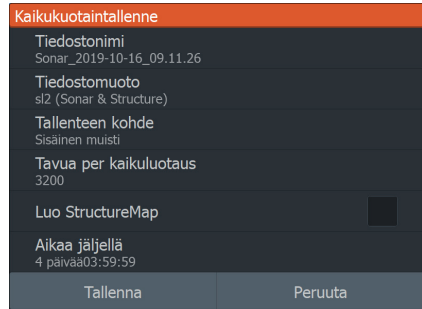 Kaikukuotaintallenne
Tiedostonimi
Sonar_2019-10-16_09.11.26
Tiedostomuoto
sl2 (Sonar & Structure)
Tallenteen kohde
Sisäinen muisti
Tavua per kaikuluotaus
3200
Luo StructureMap
Aikaa jäljellä
4 päivää03:59:59
Tallenna
Peruuta